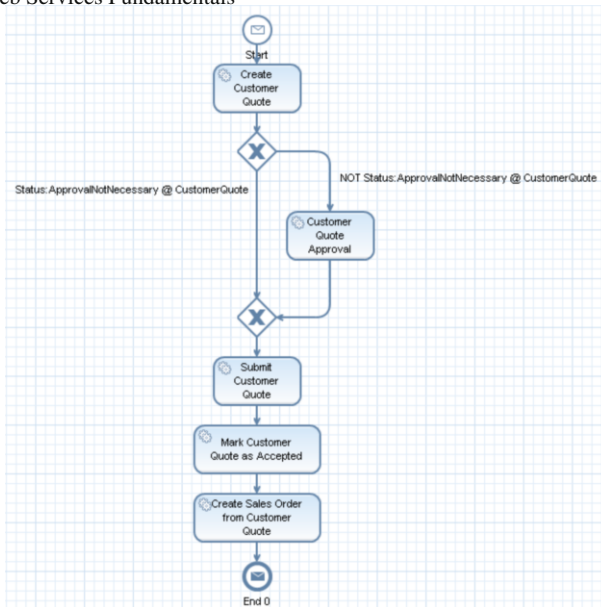 Web Services Fundamentals
Start
Create
Customer
Quote
Status:ApprovalNotNecessary @ CustomerQuote
NOT Status:ApprovalNotNecessary @ CustomerQuote
Customer
Quote
Approval
Submit
Customer
Quote
Mark Customer
Quote as Accepted
Create Sales Order
from Customer
Quote
End 0